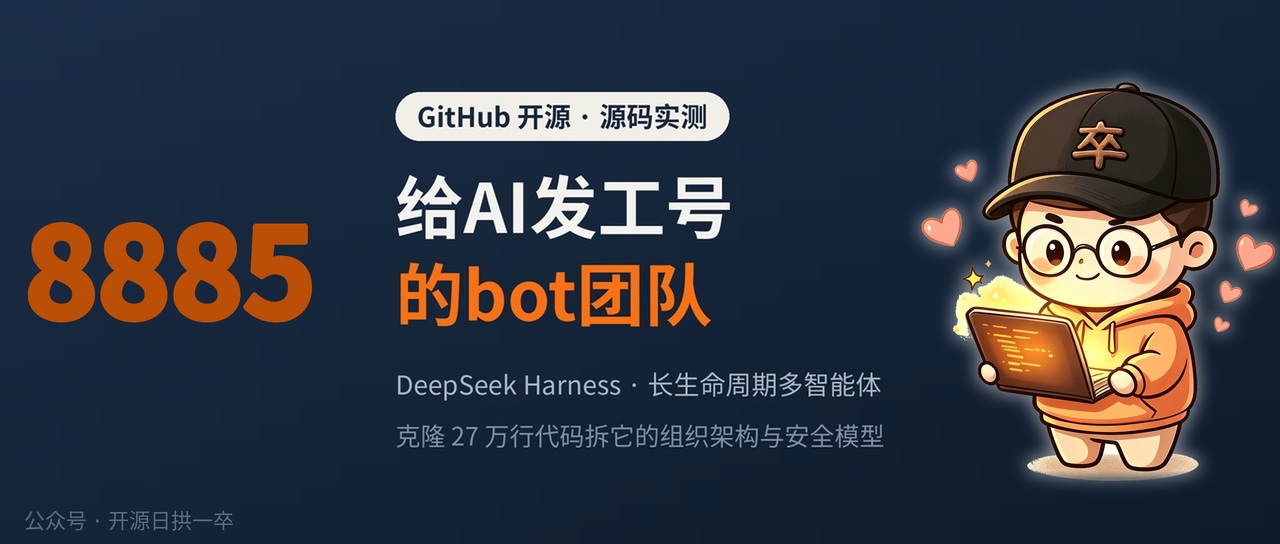 GitHub 开源 · 源码实测
给AI发工号
的bot团队
8885
DeepSeek Harness · 长生命周期多智能体
克隆 27 万行代码拆它的组织架构与安全模型
卒
公众号 · 开源日拱一卒